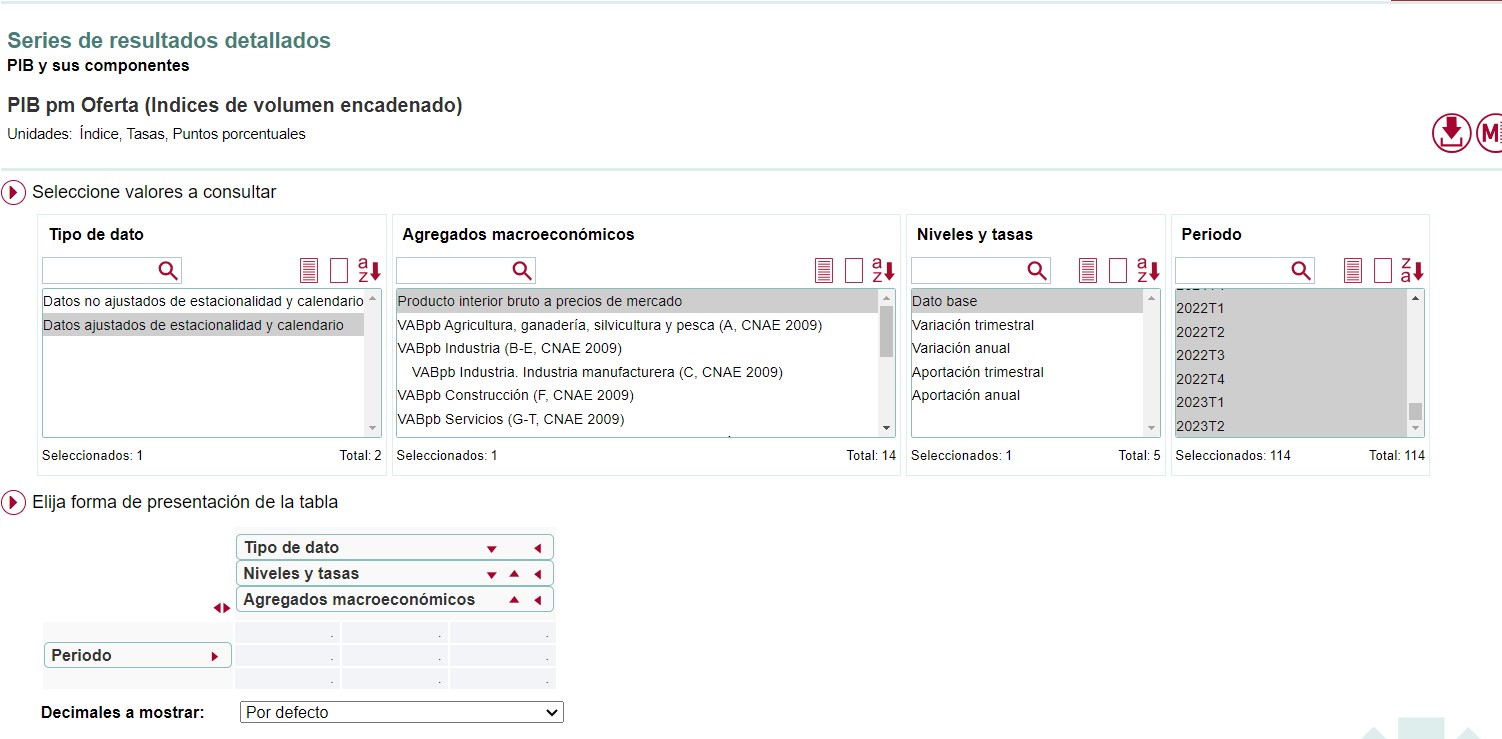 Series de resultados detallados
PIB y sus componentes
PIB pm Oferta (Indices de volumen encadenado)
Unidades: Índice, Tasas, Puntos porcentuales
M
Seleccione valores a consultar
Tipo de dato
Datos no ajustados de estacionalidad y calendario
Datos ajustados de estacionalidad y calendario
Seleccionados: 1 Total: 2
Agregados macroeconómicos
Producto interior bruto a precios de mercado
VABpb Agricultura, ganadería, silvicultura y pesca (A, CNAE 2009)
VABpb Industria (B-E, CNAE 2009)
VABpb Industria. Industria manufacturera (C, CNAE 2009)
VABpb Construcción (F, CNAE 2009)
VABpb Servicios (G-T, CNAE 2009)
Seleccionados: 1 Total: 14
Niveles y tasas
Dato base
Variación trimestral
Variación anual
Aportación trimestral
Aportación anual
Seleccionados: 1 Total: 5
Periodo
2022T1
2022T2
2022T3
2022T4
2023T1
2023T2
Seleccionados: 114 Total: 114
Elija forma de presentación de la tabla
Tipo de dato
Niveles y tasas
Agregados macroeconómicos
Periodo
Decimales a mostrar: Por defecto